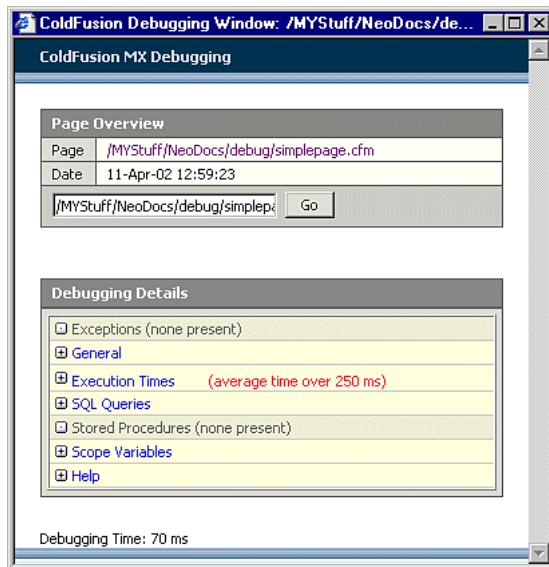 ColdFusion Debugging Window: /MYStuff/NeoDocs/de...
ColdFusion MX Debugging
Page Overview
Page /MYStuff/NeoDocs/debug/simplepage.cfm
Date 11-Apr-02 12:59:23
/MYStuff/NeoDocs/debug/simplepa Go
Debugging Details
Exceptions (none present)
General
Execution Times (average time over 250 ms)
SQL Queries
Stored Procedures (none present)
Scope Variables
Help
Debugging Time: 70 ms